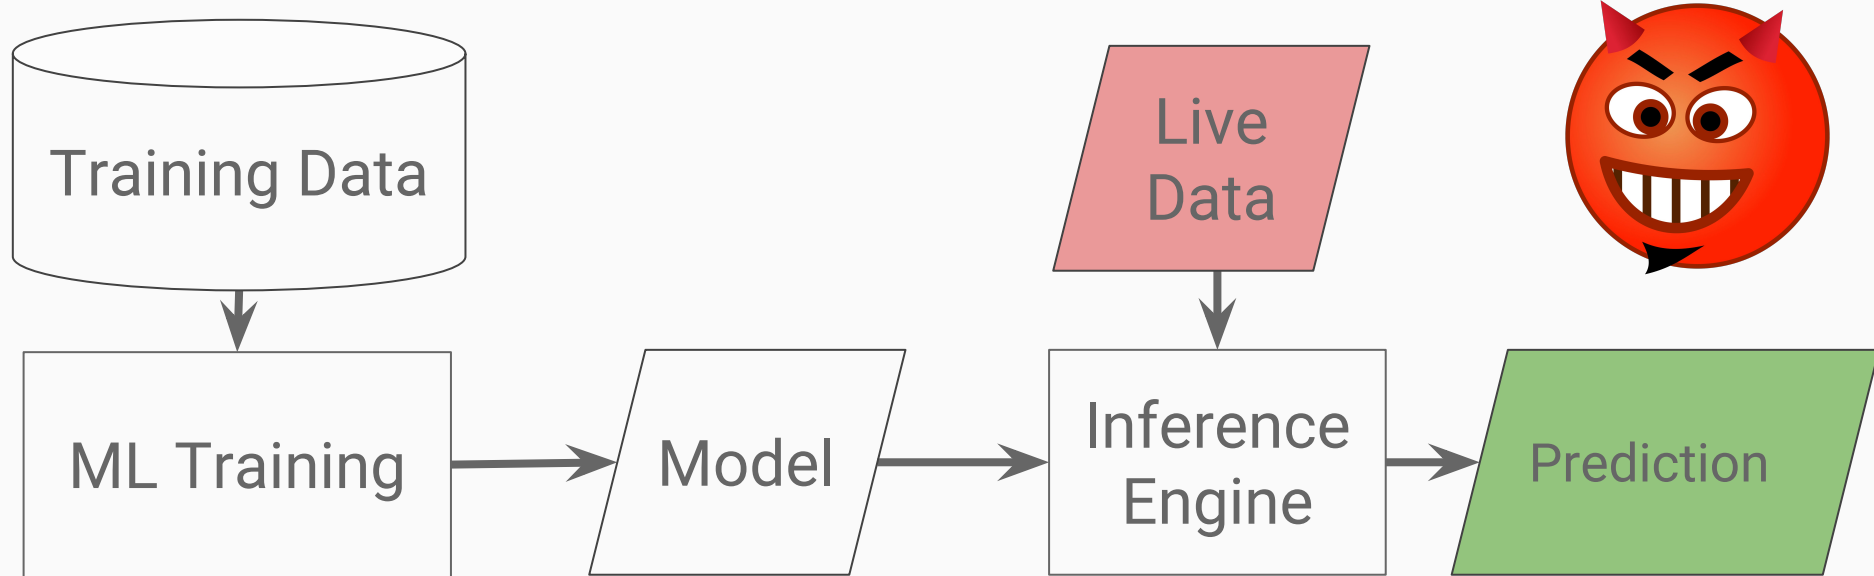 Training Data
Live
Data
ML Training
Model
Inference
Engine
Prediction